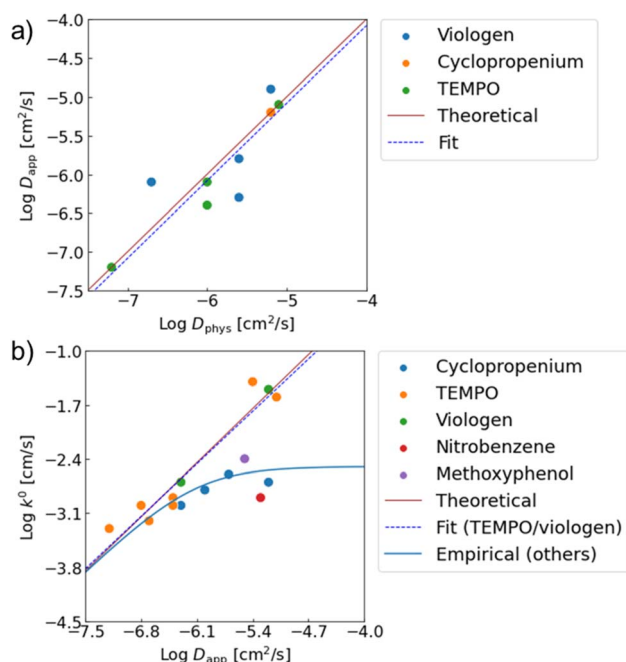 a)
−4.0
−4.5
−5.0
−5.5
−6.0
−6.5
−7.0
−7.5
Log Dapp [cm²/s]
−7
−6
−5
−4
Log Dphys [cm²/s]
Viologen
Cyclopropenium
TEMPO
Theoretical
Fit
b)
−1.0
−1.7
−2.4
−3.1
−3.8
−4.5
Log k⁰ [cm/s]
−7.5
−6.8
−6.1
−5.4
−4.7
−4.0
Log Dapp [cm²/s]
Cyclopropenium
TEMPO
Viologen
Nitrobenzene
Methoxyphenol
Theoretical
Fit (TEMPO/viologen)
Empirical (others)